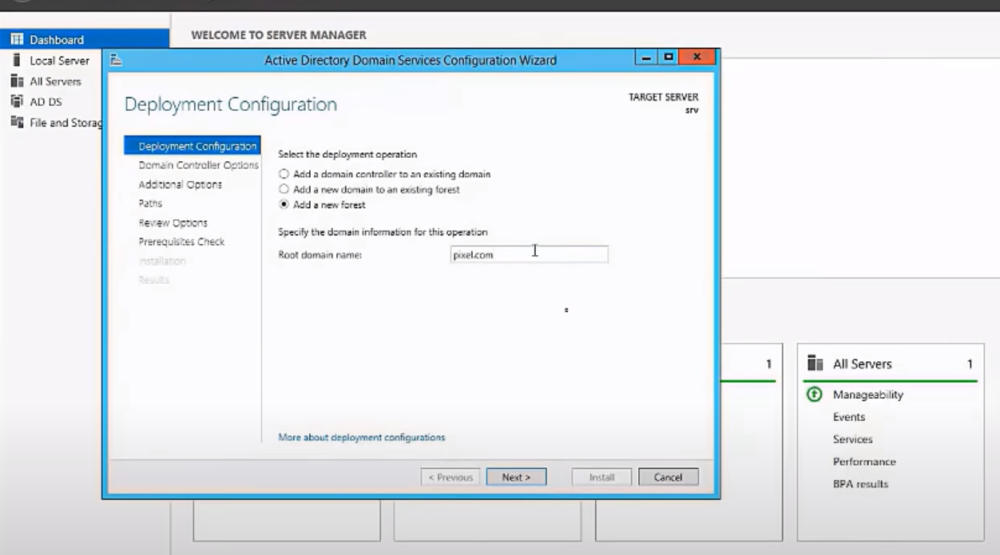 Dashboard
Local Server
All Servers
AD DS
File and Storag
WELCOME TO SERVER MANAGER
Active Directory Domain Services Configuration Wizard
Deployment Configuration
TARGET SERVER
srv
Deployment Configuration
Domain Controller Options
Additional Options
Paths
Review Options
Prerequisites Check
Installation
Results
Select the deployment operation
Add a domain controller to an existing domain
Add a new domain to an existing forest
Add a new forest
Specify the domain information for this operation
Root domain name: pixel.com
More about deployment configurations
< Previous Next > Install Cancel
1
All Servers 1
Manageability
Events
Services
Performance
BPA results